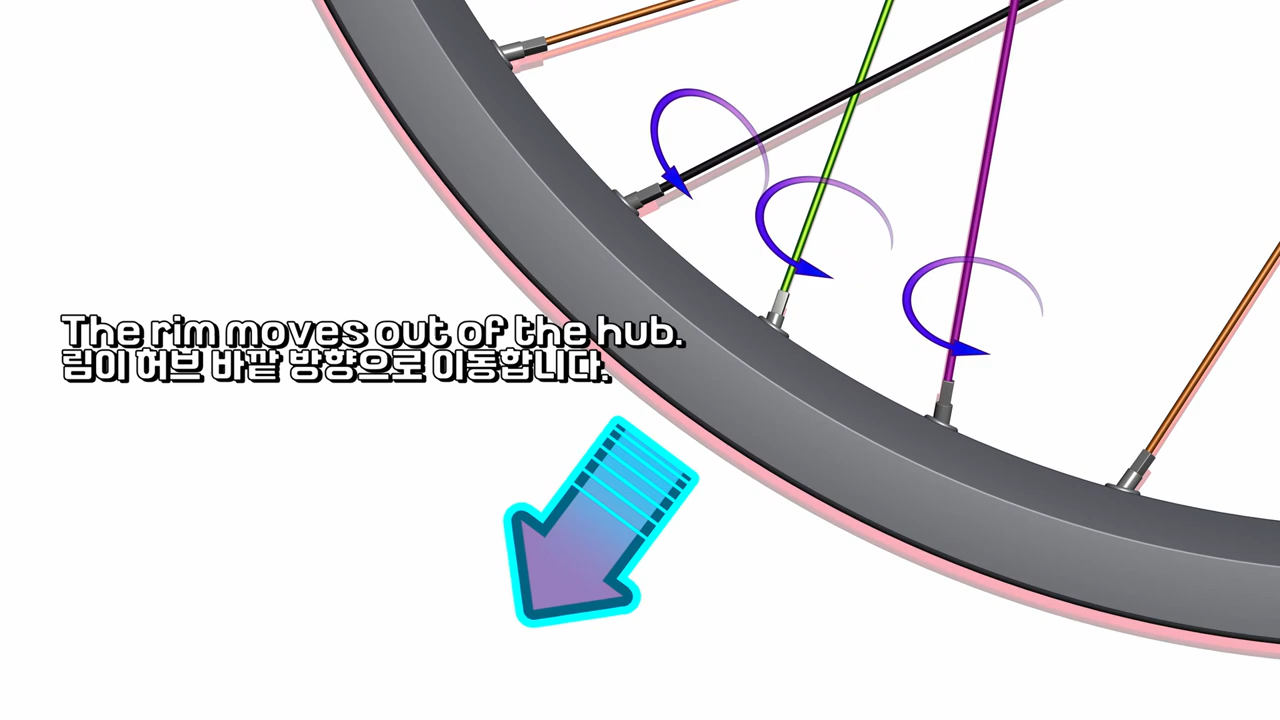 The rim moves out of the hub.
림이 허브 바깥 방향으로 이동합니다.